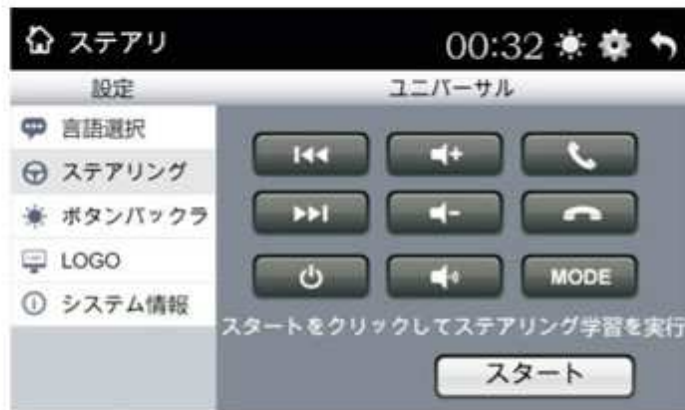 ステアリ
00:32
設定
ユニバーサル
言語選択
ステアリング
ボタンバックラ
LOGO
システム情報
MODE
スタートをクリックしてステアリング学習を実行
スタート